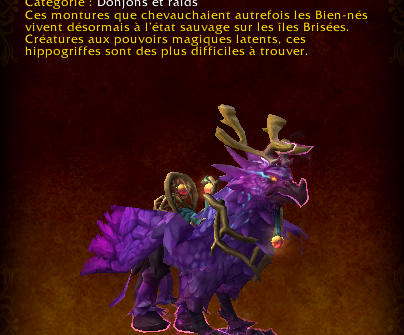 Catégorie : Donjons et raids
Ces montures que chevauchaient autrefois les Bien-nés
vivent désormais à l'état sauvage sur les îles Brisées.
Créatures aux pouvoirs magiques latents, ces
hippogriffes sont des plus difficiles à trouver.